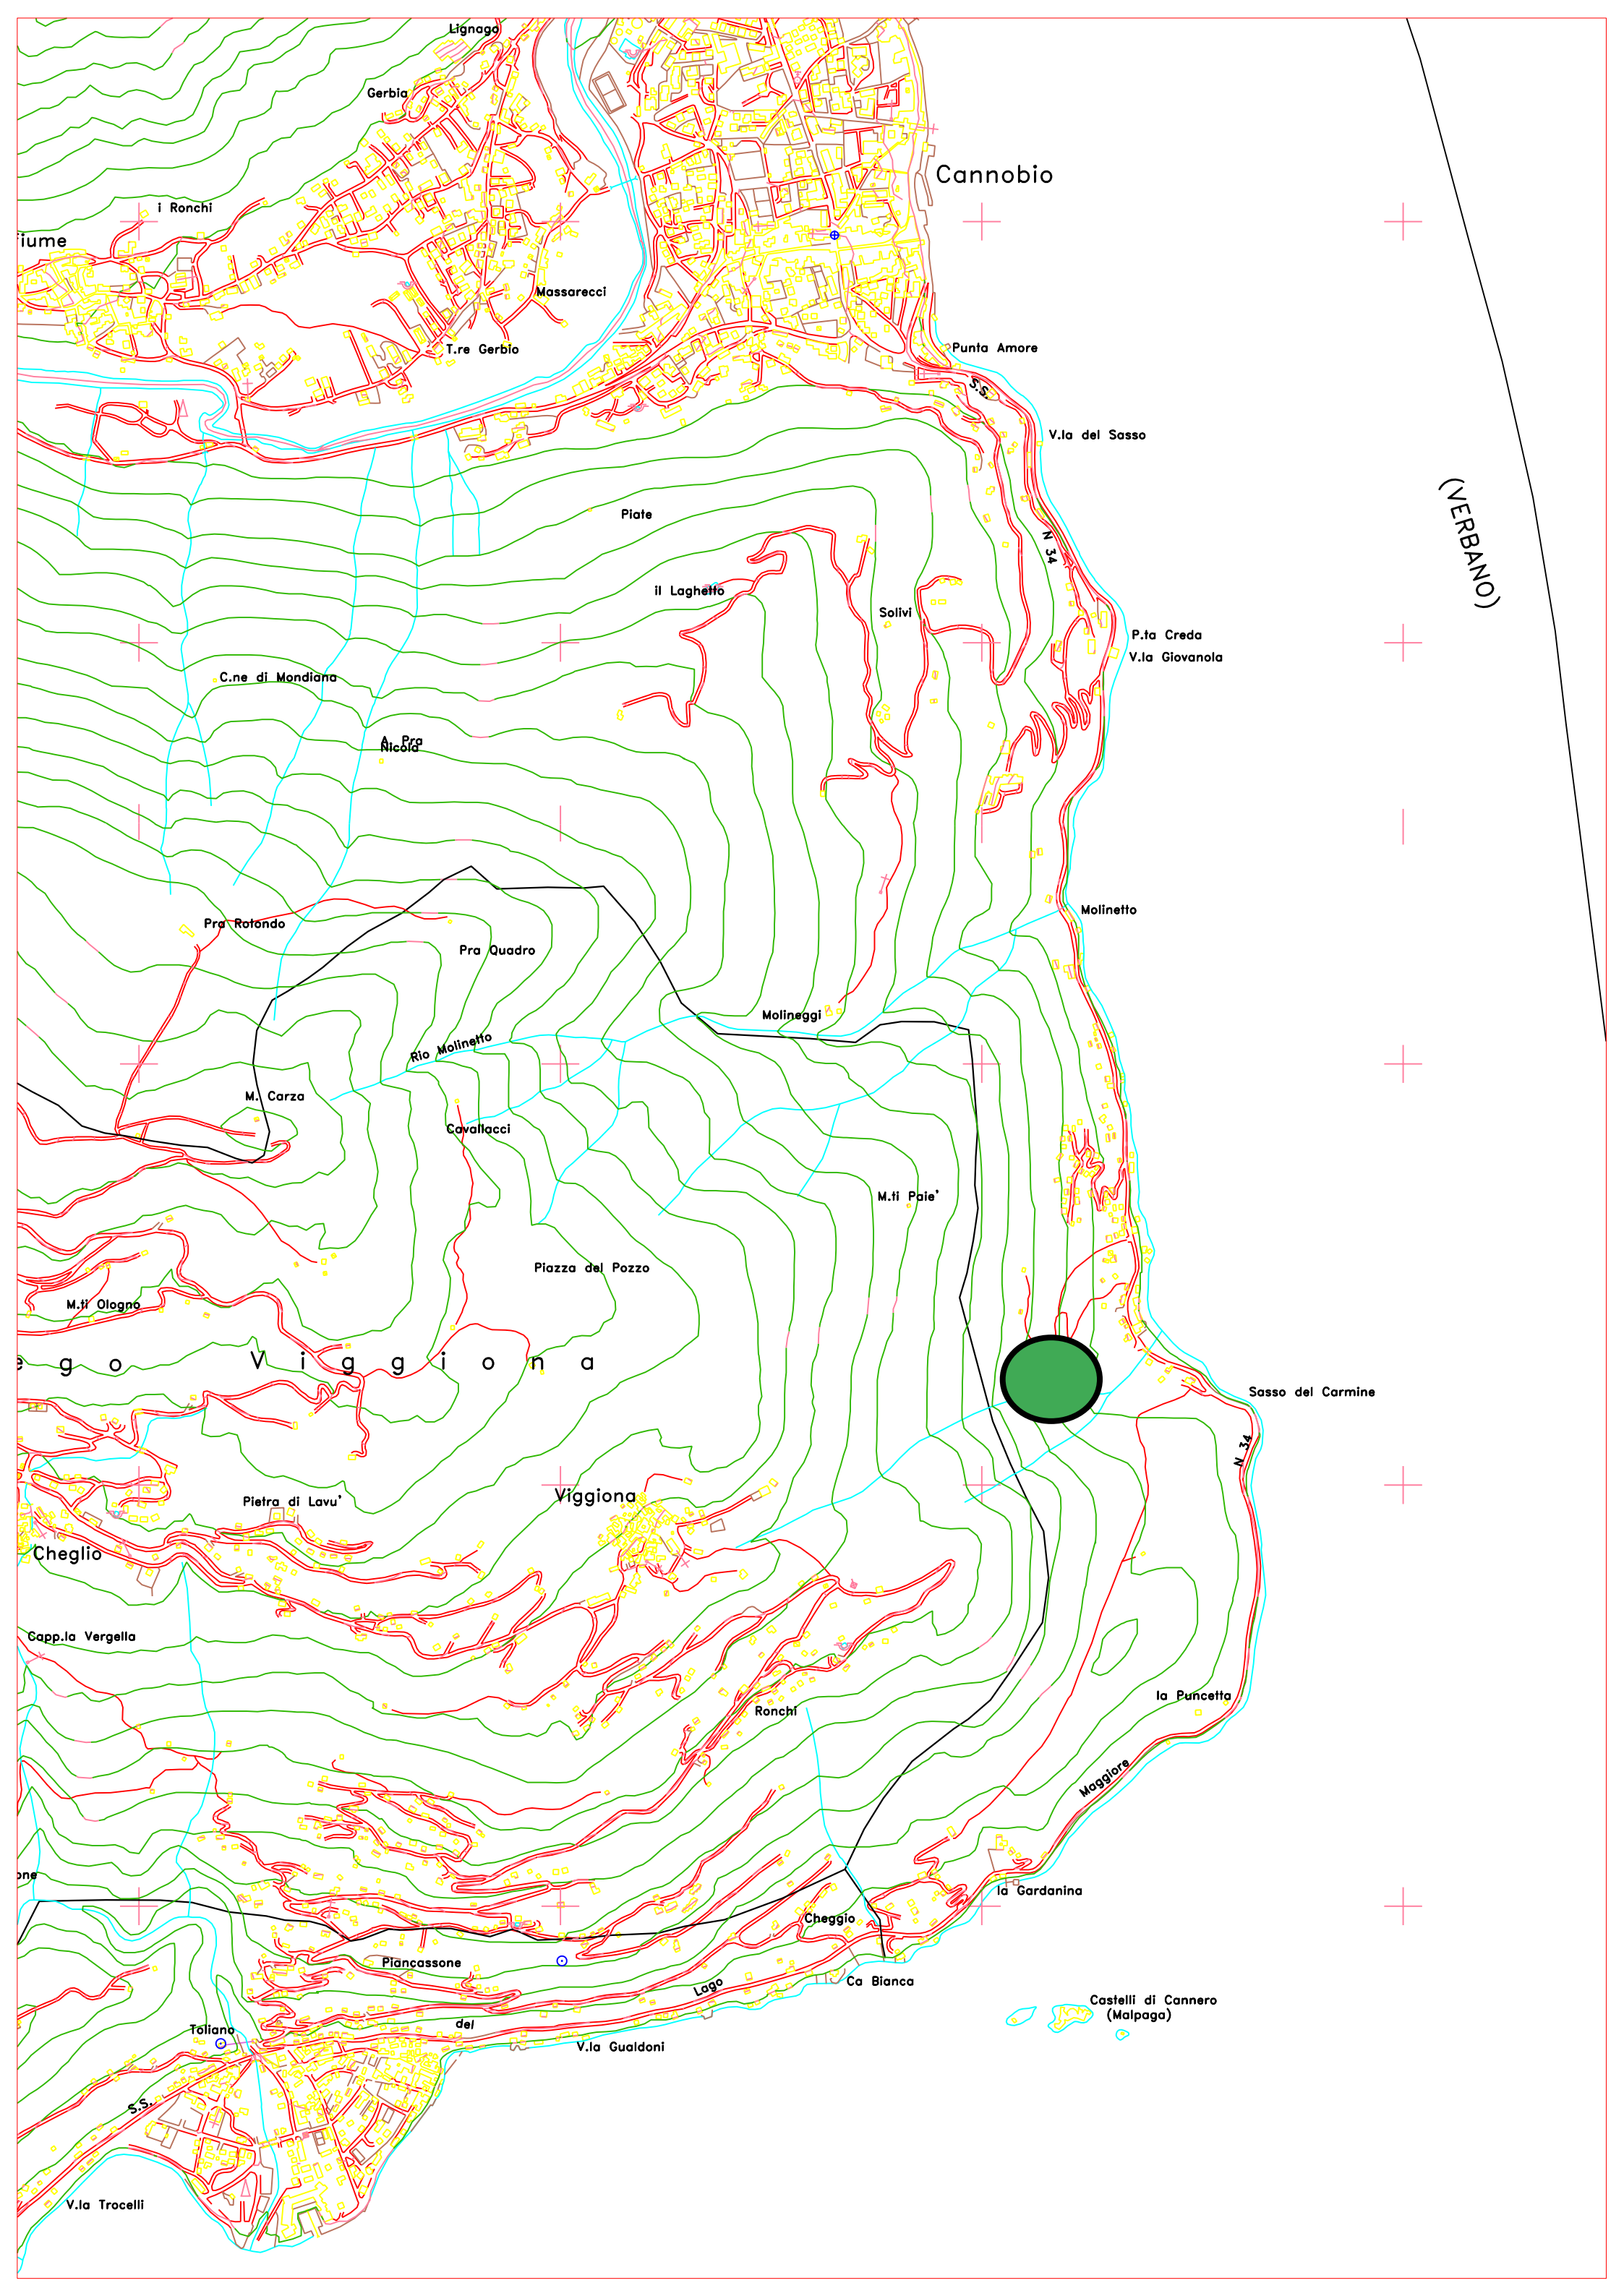 Lignago
Gerbia
Cannobio
i Ronchi
iume
Massarecci
T.re Gerbio
Punta Amore
S.S.
V.la del Sasso
(VERBANO)
Piate
N 34
il Laghetto
Solivi
P.ta Creda
V.la Giovanola
C.ne di Mondiana
A. Pra
Nicola
Molinetto
Pra Rotondo
Pra Quadro
Molineggi
Rio Molinetto
M. Carza
Cavallacci
M.ti Paie'
Piazza del Pozzo
M.ti Ologno
ego Viggiona
Sasso del Carmine
N 34
Viggiona
Pietra di Lavu'
Cheglio
Capp.la Vergella
la Puncetta
Ronchi
Maggiore
one
la Gardanina
Cheggio
Piancassone
Ca Bianca
Lago
Castelli di Cannero
(Malpaga)
del
Toliano
V.la Gualdoni
S.S.
V.la Trocelli